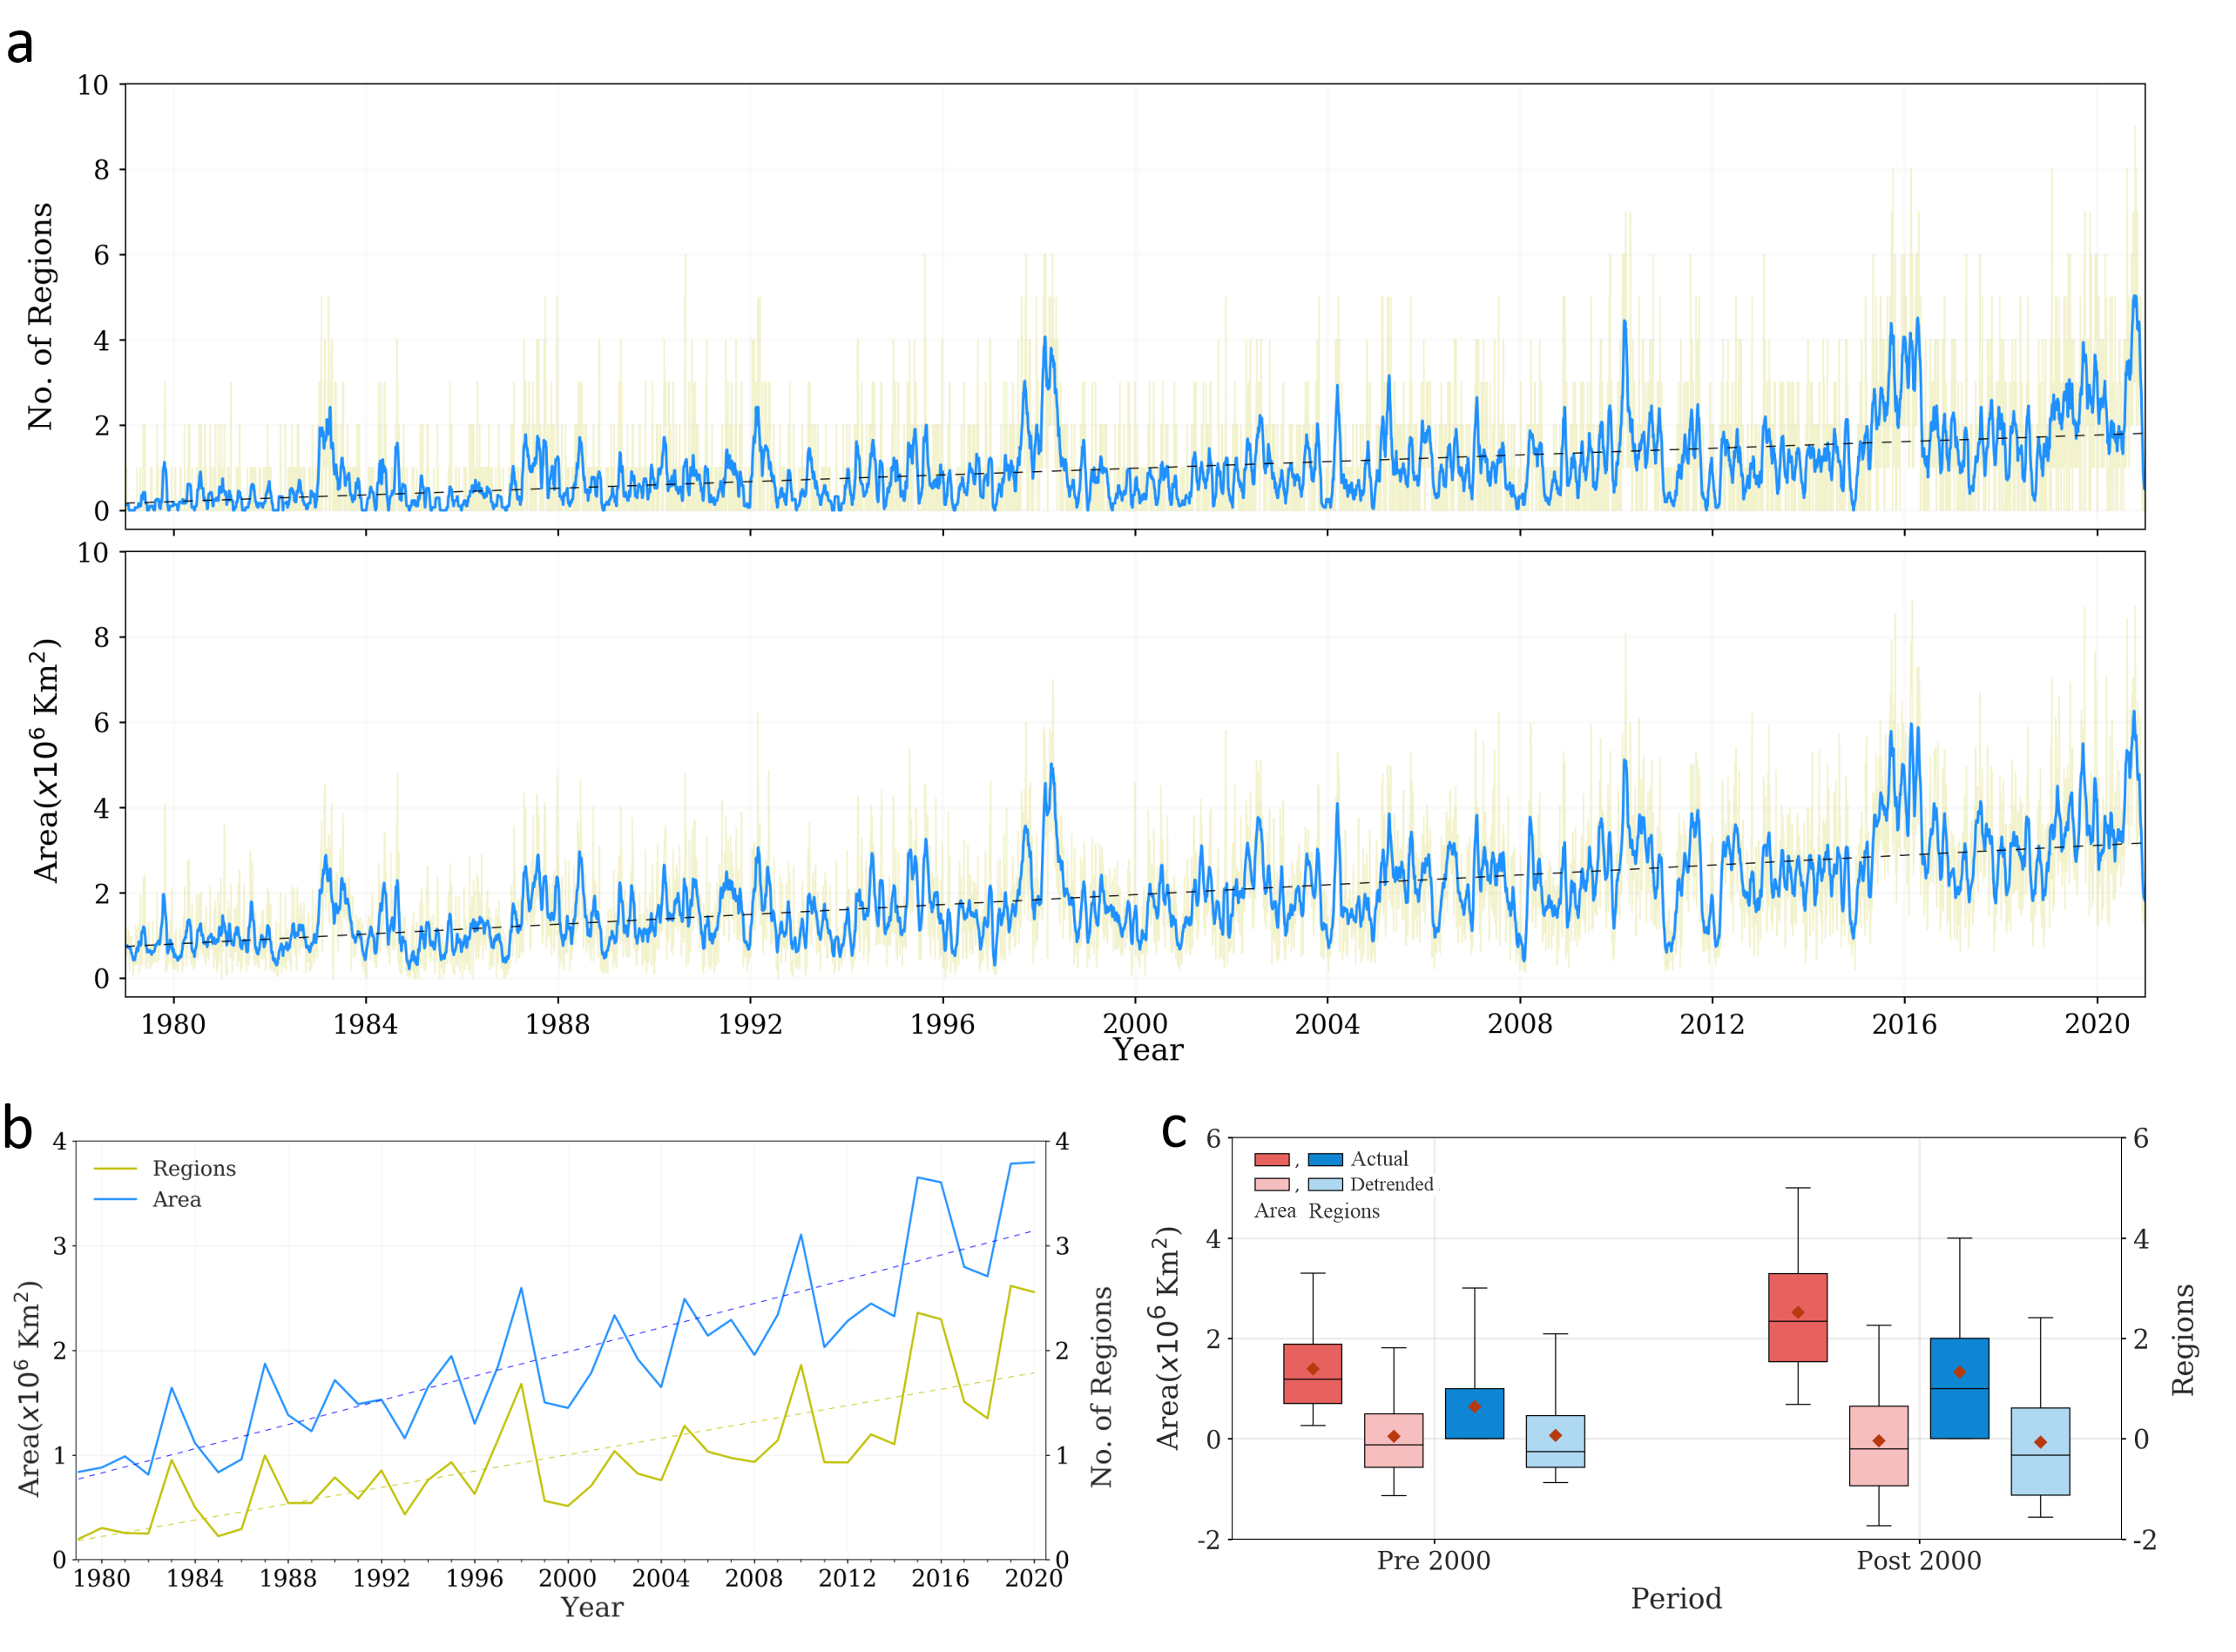 a
10
8
6
4
2
0
No. of Regions
10
8
6
4
2
0
Area(x10⁶ Km²)
1980 1984 1988 1992 1996 2000 2004 2008 2012 2016 2020
Year
b
4
3
2
1
0
Area(x10⁶ Km²)
Regions
Area
4
3
2
1
0
No. of Regions
1980 1984 1988 1992 1996 2000 2004 2008 2012 2016 2020
Year
c
6
4
2
0
-2
Area(x10⁶ Km²)
, Actual
, Detrended
Area Regions
6
4
2
0
-2
Regions
Pre 2000 Post 2000
Period